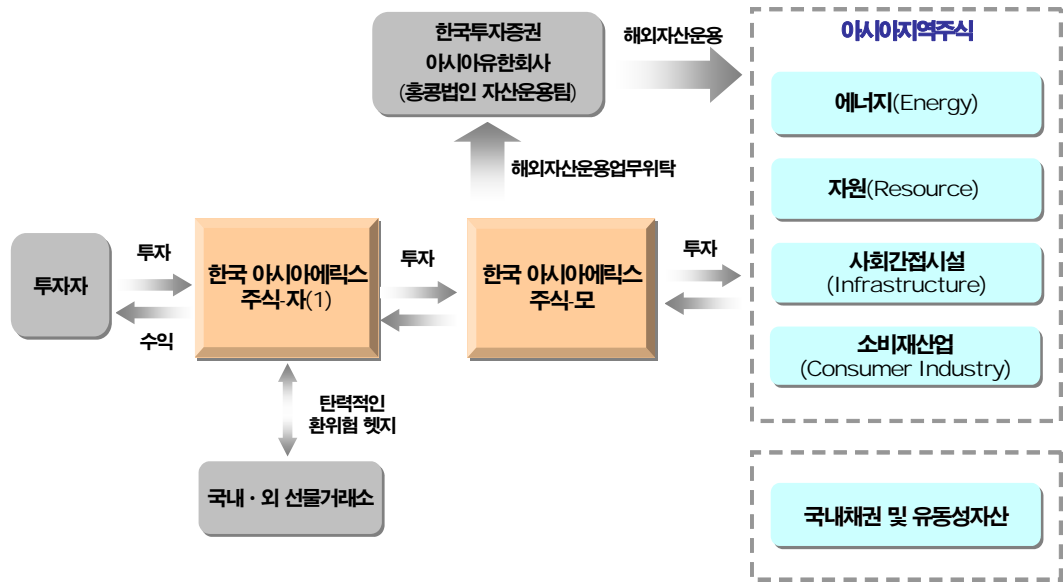 한국투자증권
아시아유한회사
(홍콩법인 자산운용팀)
해외자산운용
아시아지역주식
에너지(Energy)
해외자산운용업무위탁
자원(Resource)
투자자
투자
수익
한국 아시아에릭스
주식-자(1)
투자
한국 아시아에릭스
주식-모
투자
사회간접시설
(Infrastructure)
소비재산업
(Consumer Industry)
탄력적인
환위험 헷지
국내·외 선물거래소
국내채권 및 유동성자산